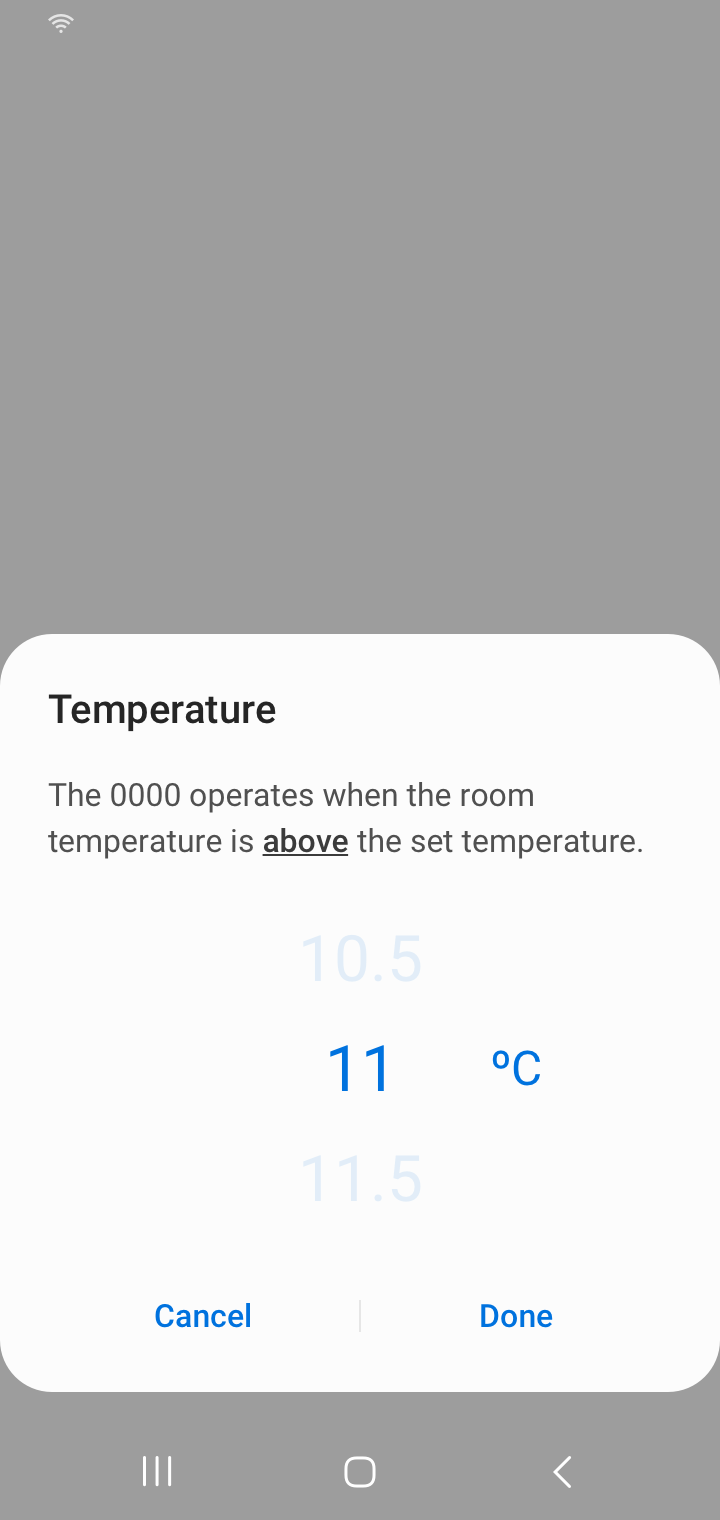 Temperature
The 0000 operates when the room
temperature is above the set temperature.
10.5
11 ºC
11.5
Cancel Done